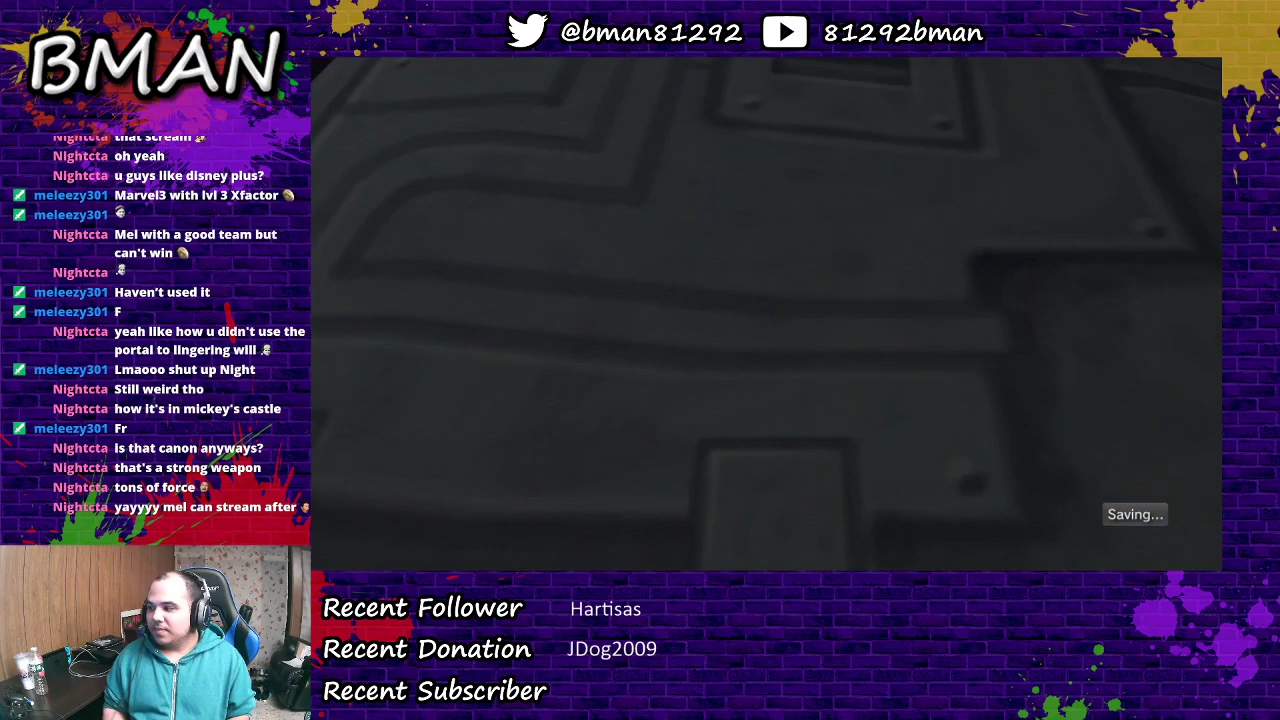 BMAN
@bman81292 81292bman
Nightcta that scream
Nightcta oh yeah
Nightcta u guys like disney plus?
meleezy301 Marvel3 with lvl 3 Xfactor
meleezy301
Nightcta Mel with a good team but
can't win
Nightcta
meleezy301 Haven't used it
meleezy301 F
Nightcta yeah like how u didn't use the
portal to lingering will
meleezy301 Lmaooo shut up Night
Nightcta Still weird tho
Nightcta how it's in mickey's castle
meleezy301 Fr
Nightcta Is that canon anyways?
Nightcta that's a strong weapon
Nightcta tons of force
Nightcta yayyyy mel can stream after
Saving...
Recent Follower Hartisas
Recent Donation JDog2009
Recent Subscriber